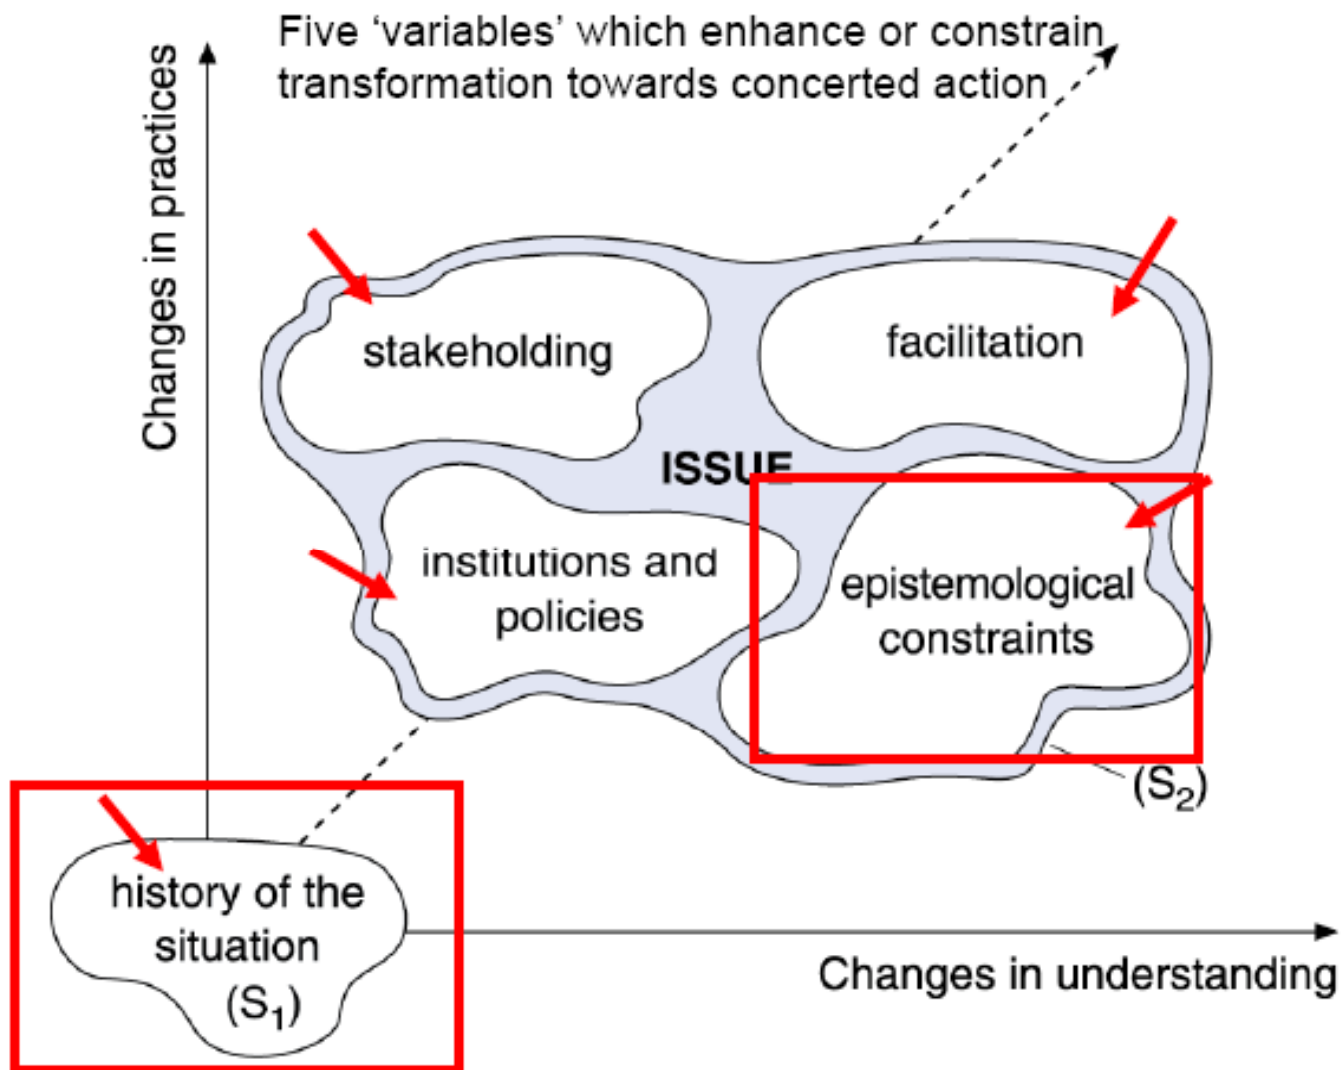 Five ‘variables’ which enhance or constrain
transformation towards concerted action
Changes in practices
stakeholding
facilitation
ISSUE
institutions and
policies
epistemological
constraints
(S₂)
history of the
situation
(S₁)
Changes in understanding